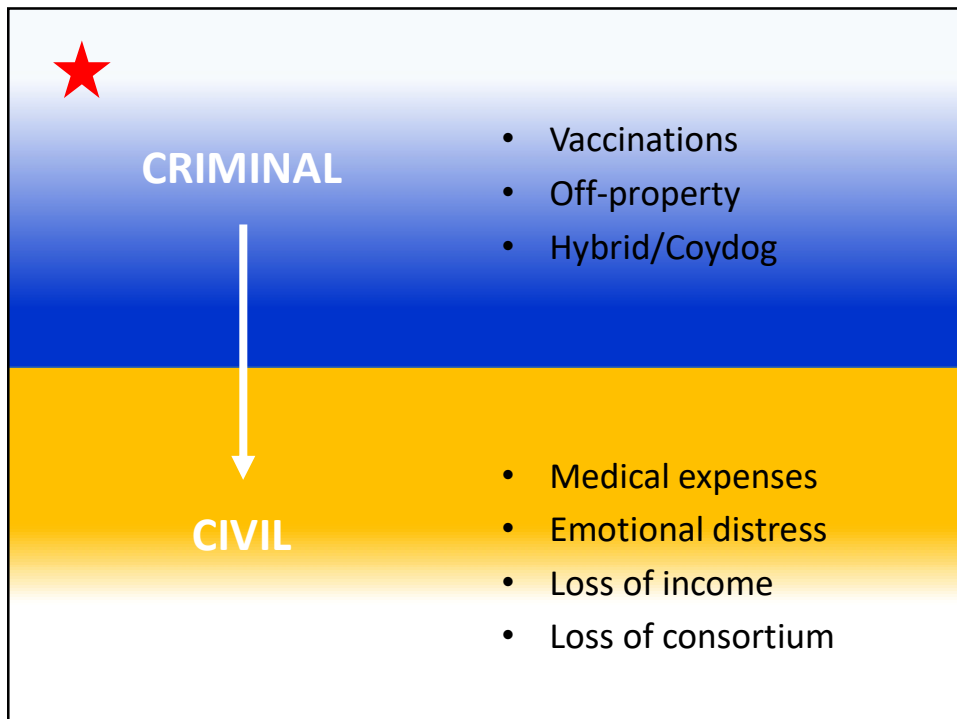 CRIMINAL
• Vaccinations
• Off-property
• Hybrid/Coydog
CIVIL
• Medical expenses
• Emotional distress
• Loss of income
• Loss of consortium